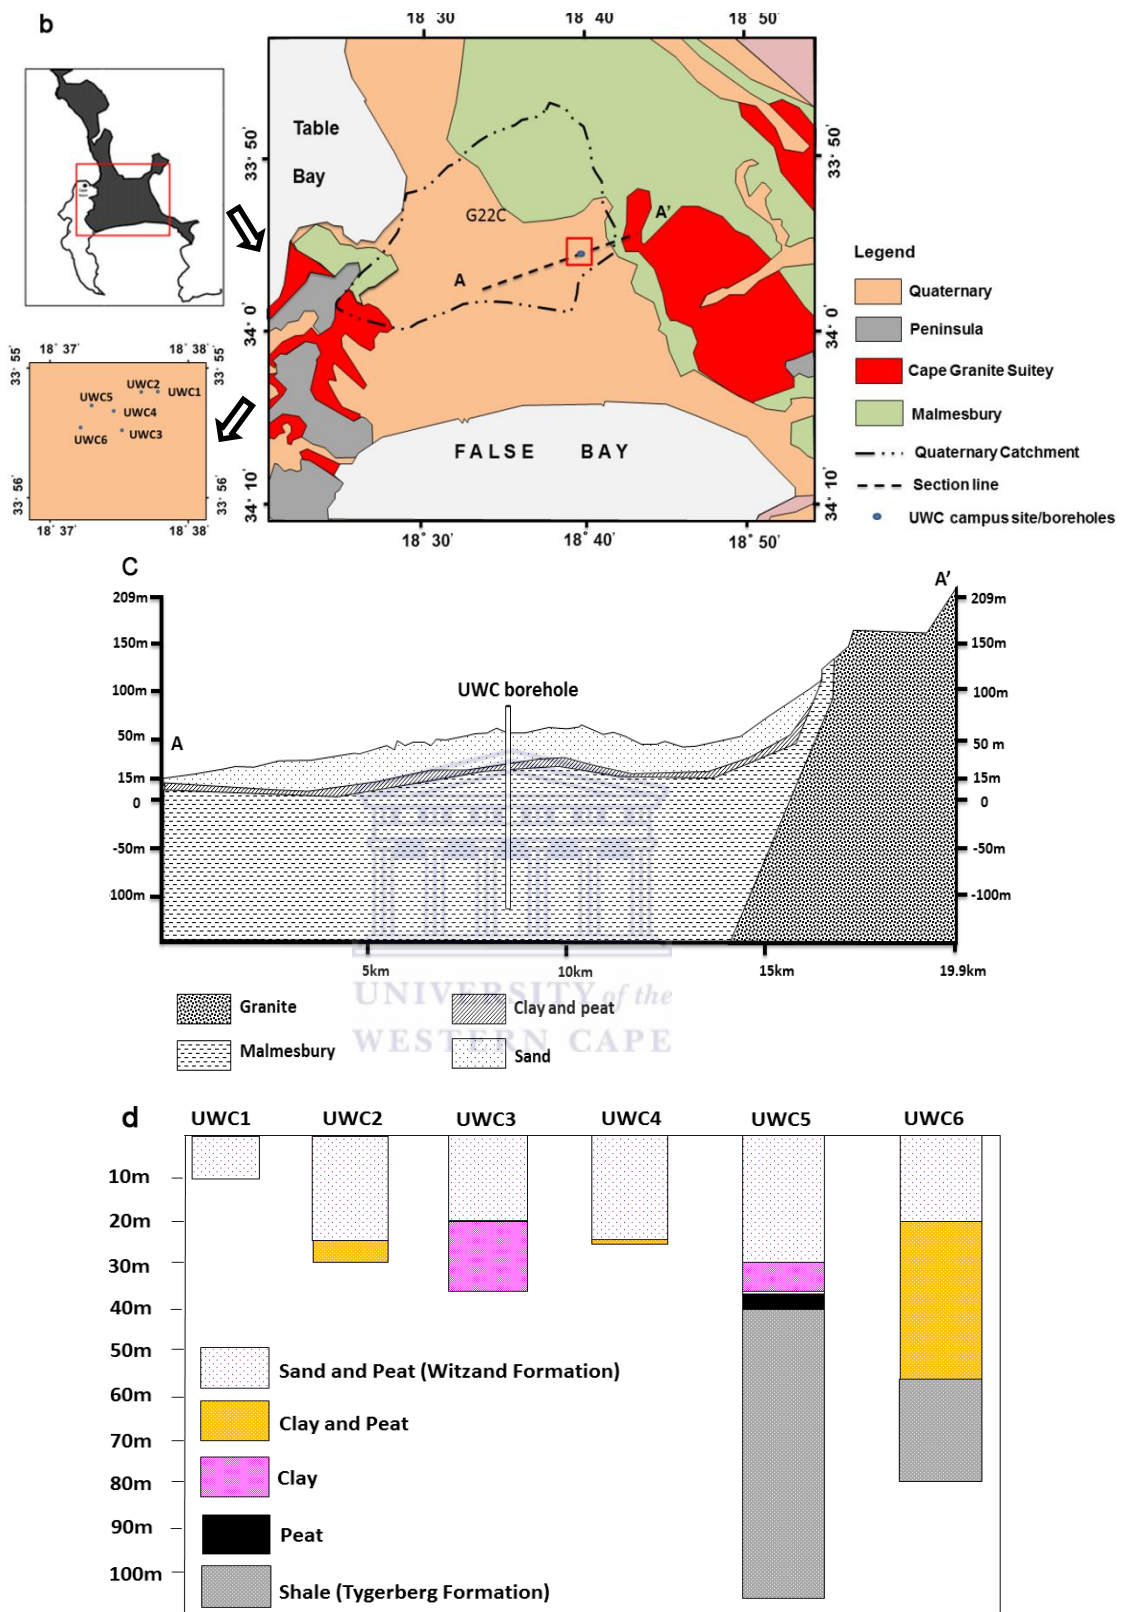 b
18° 30'
18° 40'
18° 50'
Table
Bay
33° 50'
33° 50'
G22C
A'
A
34° 0'
34° 0'
Legend
Quaternary
Peninsula
Cape Granite Suitey
Malmesbury
Quaternary Catchment
Section line
UWC campus site/boreholes
18° 37'
18° 38'
33° 55'
33° 55'
UWC2
UWC1
UWC5
UWC4
UWC6
UWC3
33° 56'
33° 56'
18° 37'
18° 38'
FALSE BAY
34° 10'
34° 10'
18° 30'
18° 40'
18° 50'
C
A'
209m
209m
150m
150m
UWC borehole
100m
100m
A
50m
50 m
15m
15m
0
0
-50m
-50m
100m
-100m
5km
10km
15km
19.9km
UNIVERSITY of the
WESTERN CAPE
Granite
Clay and peat
Malmesbury
Sand
d
UWC1
UWC2
UWC3
UWC4
UWC5
UWC6
10m
20m
30m
40m
50m
60m
70m
80m
90m
100m
Sand and Peat (Witzand Formation)
Clay and Peat
Clay
Peat
Shale (Tygerberg Formation)